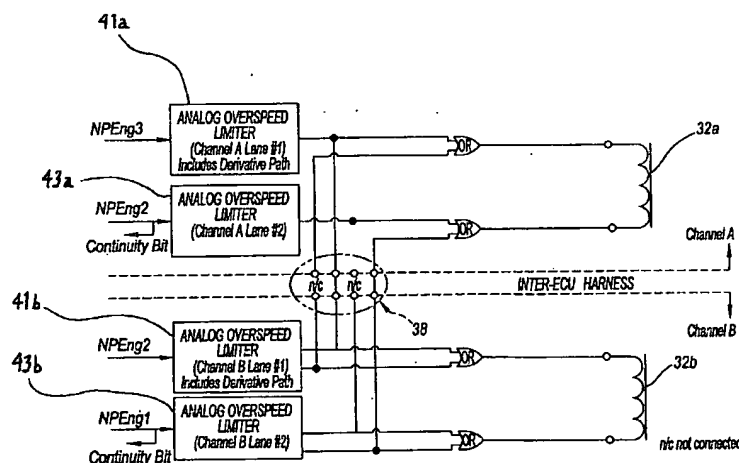 41a
ANALOG OVERSPEED
LIMITER
(Channel A Lane #1)
Includes Derivative Path
NPEng3
OR
32a
43a
ANALOG OVERSPEED
LIMITER
(Channel A Lane #2)
NPEng2
Continuity Bit
OR
Channel A
n/c
n/c
INTER-ECU HARNESS
38
Channel B
41b
ANALOG OVERSPEED
LIMITER
(Channel B Lane #1)
Includes Derivative Path
NPEng2
OR
32b
43b
ANALOG OVERSPEED
LIMITER
(Channel B Lane #2)
NPEng1
Continuity Bit
OR
n/c not connected